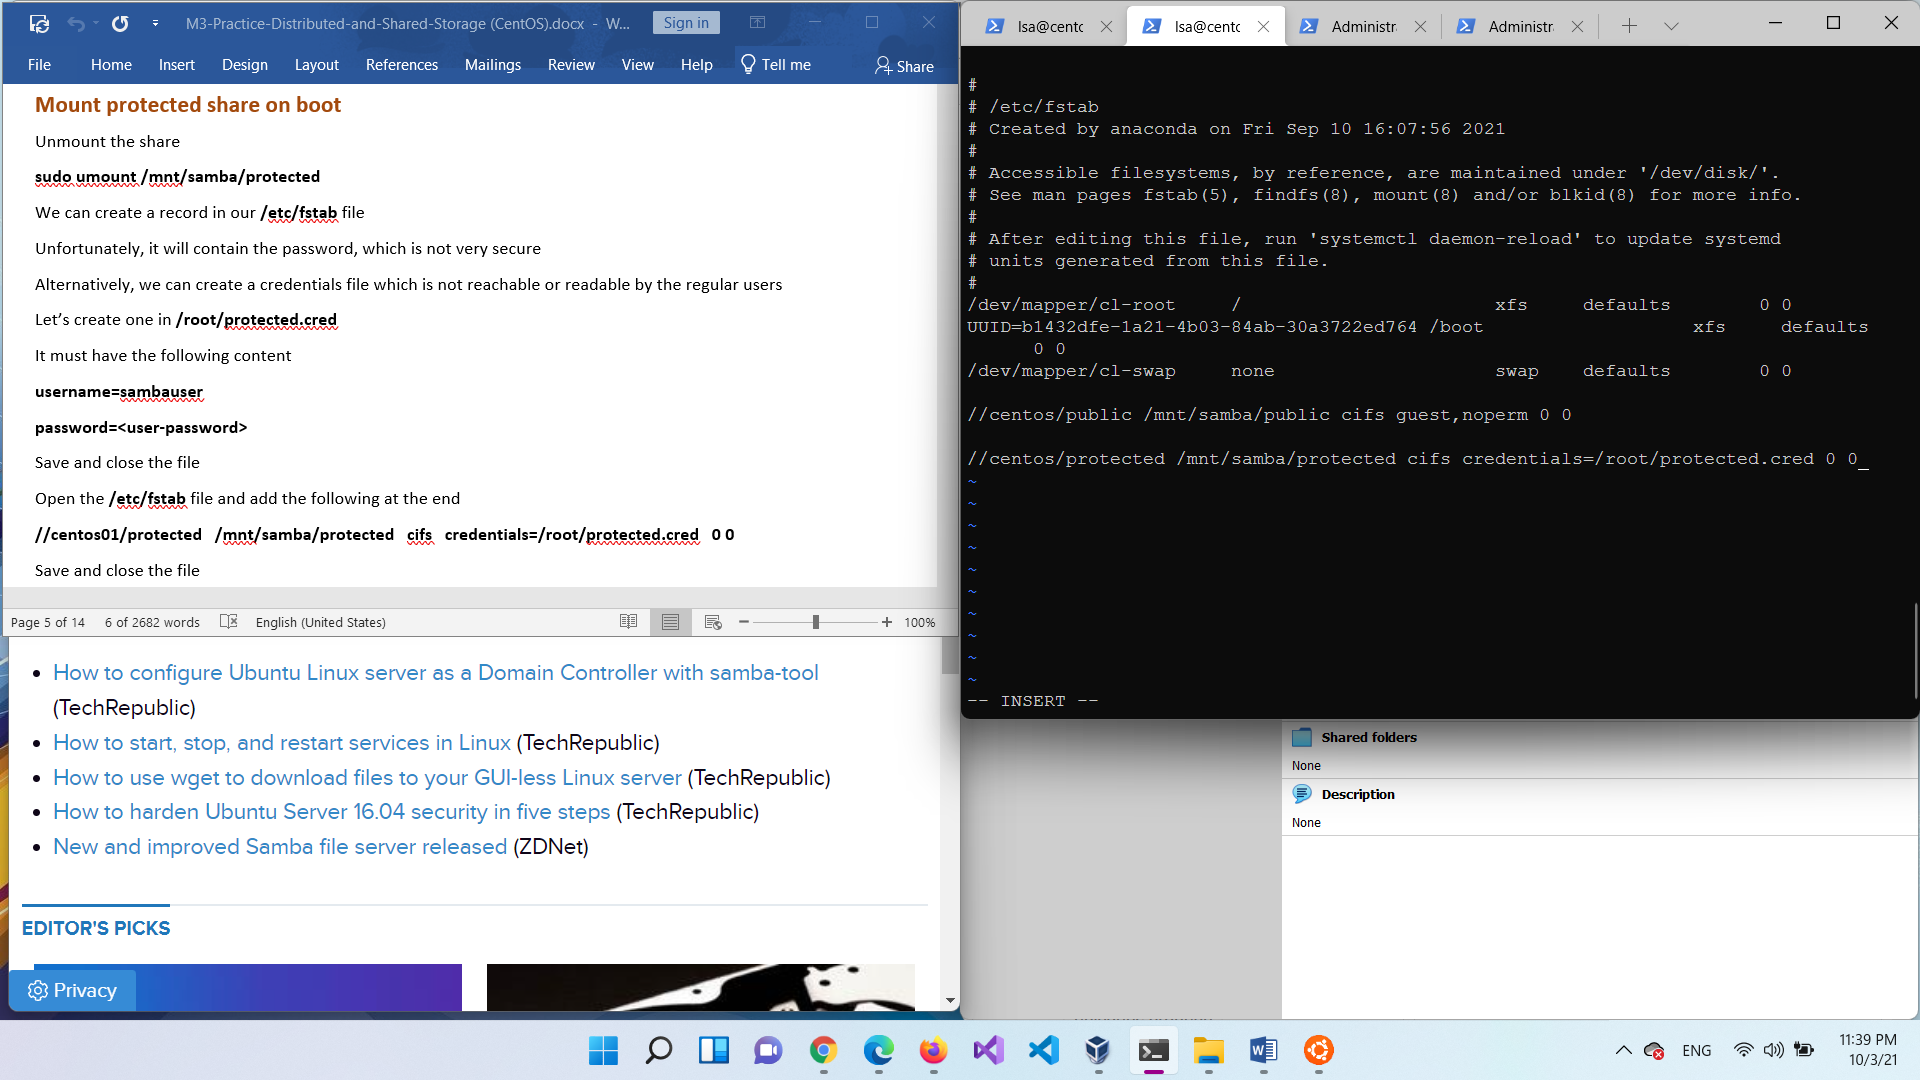 M3-Practice-Distributed-and-Shared-Storage (CentOS).docx - W...
Sign in
File Home Insert Design Layout References Mailings Review View Help Tell me Share
Mount protected share on boot
Unmount the share
sudo umount /mnt/samba/protected
We can create a record in our /etc/fstab file
Unfortunately, it will contain the password, which is not very secure
Alternatively, we can create a credentials file which is not reachable or readable by the regular users
Let's create one in /root/protected.cred
It must have the following content
username=sambauser
password=<user-password>
Save and close the file
Open the /etc/fstab file and add the following at the end
//centos01/protected /mnt/samba/protected cifs credentials=/root/protected.cred 0 0
Save and close the file
Page 5 of 14 6 of 2682 words English (United States) 100%
How to configure Ubuntu Linux server as a Domain Controller with samba-tool
(TechRepublic)
How to start, stop, and restart services in Linux (TechRepublic)
How to use wget to download files to your GUI-less Linux server (TechRepublic)
How to harden Ubuntu Server 16.04 security in five steps (TechRepublic)
New and improved Samba file server released (ZDNet)
EDITOR'S PICKS
Privacy
lsa@cento lsa@cento Administra Administra
#
# /etc/fstab
# Created by anaconda on Fri Sep 10 16:07:56 2021
#
# Accessible filesystems, by reference, are maintained under '/dev/disk/'.
# See man pages fstab(5), findfs(8), mount(8) and/or blkid(8) for more info.
#
# After editing this file, run 'systemctl daemon-reload' to update systemd
# units generated from this file.
#
/dev/mapper/cl-root / xfs defaults 0 0
UUID=b1432dfe-1a21-4b03-84ab-30a3722ed764 /boot xfs defaults
0 0
/dev/mapper/cl-swap none swap defaults 0 0
//centos/public /mnt/samba/public cifs guest,noperm 0 0
//centos/protected /mnt/samba/protected cifs credentials=/root/protected.cred 0 0_
~
~
~
~
~
~
~
~
~
~
-- INSERT --
Shared folders
None
Description
None
ENG
11:39 PM
10/3/21